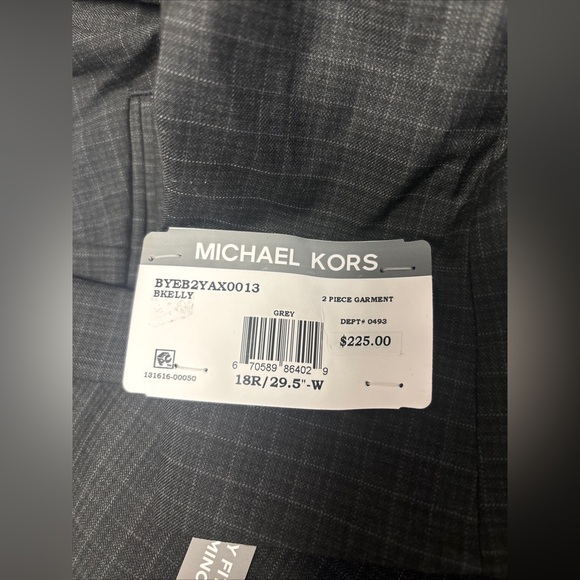 MICHAEL KORS
BYEB2YAX0013
BKELLY
2 PIECE GARMENT
GREY
DEPT# 0493
$225.00
6 70589 86402 9
131616-00050
18R/29.5"-W